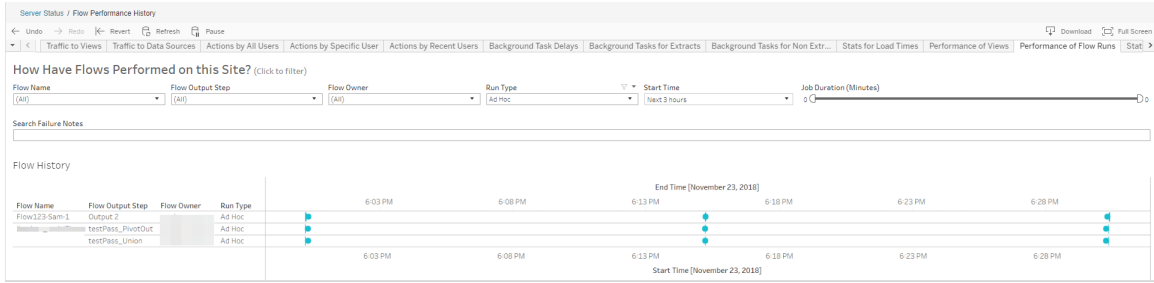 Server Status / Flow Performance History
← Undo → Redo |← Revert Refresh Pause Download Full Screen
Traffic to Views Traffic to Data Sources Actions by All Users Actions by Specific User Actions by Recent Users Background Task Delays Background Tasks for Extracts Background Tasks for Non Extr... Stats for Load Times Performance of Views Performance of Flow Runs Stat
How Have Flows Performed on this Site? (Click to filter)
Flow Name Flow Output Step Flow Owner Run Type Start Time Job Duration (Minutes)
(All) (All) (All) Ad Hoc Next 3 hours 0 0
Search Failure Notes
Flow History
End Time [November 23, 2018]
6:03 PM 6:08 PM 6:13 PM 6:18 PM 6:23 PM 6:28 PM
Flow Name Flow Output Step Flow Owner Run Type
Flow123-Sam-1 Output 2 Ad Hoc
testPass_PivotOut Ad Hoc
testPass_Union Ad Hoc
6:03 PM 6:08 PM 6:13 PM 6:18 PM 6:23 PM 6:28 PM
Start Time [November 23, 2018]